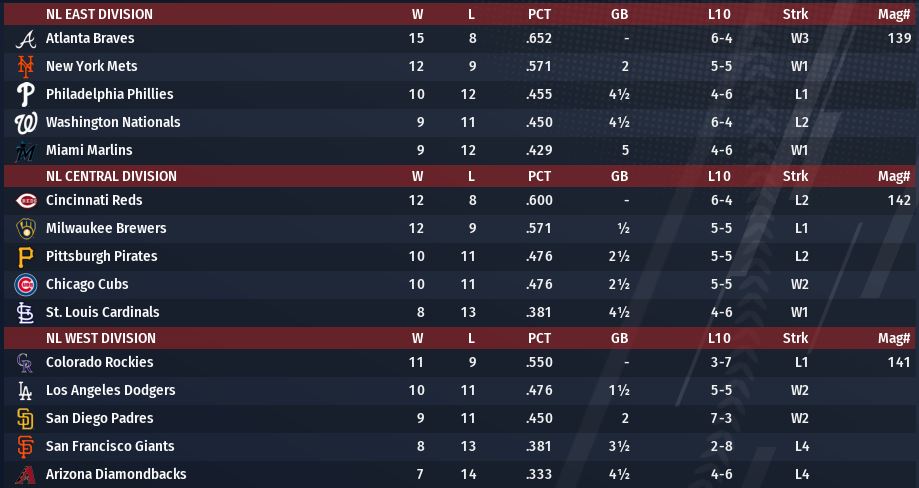 NL EAST DIVISION W L PCT GB L10 Strk Mag#
Atlanta Braves 15 8 .652 - 6-4 W3 139
New York Mets 12 9 .571 2 5-5 W1
Philadelphia Phillies 10 12 .455 4½ 4-6 L1
Washington Nationals 9 11 .450 4½ 6-4 L2
Miami Marlins 9 12 .429 5 4-6 W1
NL CENTRAL DIVISION W L PCT GB L10 Strk Mag#
Cincinnati Reds 12 8 .600 - 6-4 L2 142
Milwaukee Brewers 12 9 .571 ½ 5-5 L1
Pittsburgh Pirates 10 11 .476 2½ 5-5 L2
Chicago Cubs 10 11 .476 2½ 5-5 W2
St. Louis Cardinals 8 13 .381 4½ 4-6 W1
NL WEST DIVISION W L PCT GB L10 Strk Mag#
Colorado Rockies 11 9 .550 - 3-7 L1 141
Los Angeles Dodgers 10 11 .476 1½ 5-5 W2
San Diego Padres 9 11 .450 2 7-3 W2
San Francisco Giants 8 13 .381 3½ 2-8 L4
Arizona Diamondbacks 7 14 .333 4½ 4-6 L4